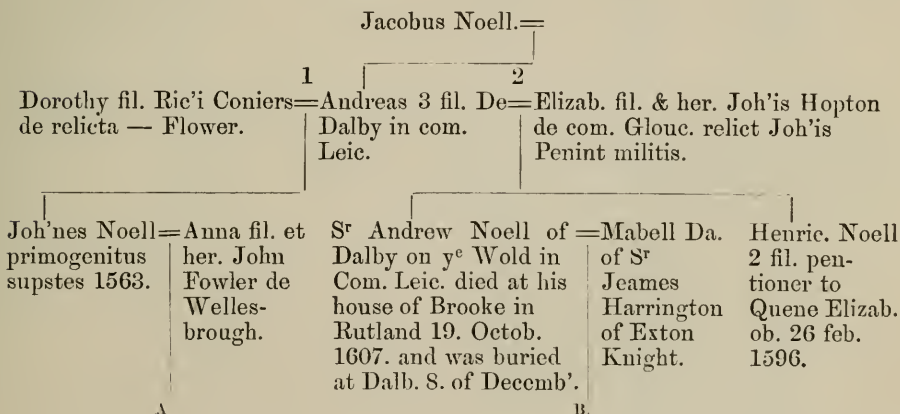 Jacobus Noell.=
1 2
Dorothy fil. Ric'i Coniers=Andreas 3 fil. De=Elizab. fil. & her. Joh'is Hopton
de relicta — Flower. Dalby in com. de com. Glouc. relict Joh'is
Leic. Penint militis.
Joh'nes Noell=Anna fil. et Sr Andrew Noell of =Mabell Da. Henric. Noell
primogenitus her. John Dalby on ye Wold in of Sr 2 fil. pen-
supstes 1563. Fowler de Com. Leic. died at his Jeames tioner to
Welles- house of Brooke in Harrington Quene Elizab.
brough. Rutland 19. Octob. of Exton ob. 26 feb.
1607. and was buried Knight. 1596.
at Dalb. 8. of Decemb'.
A B.